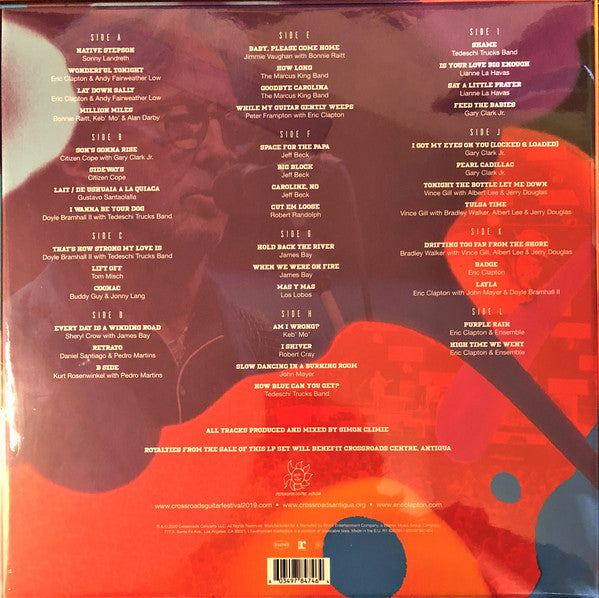 SIDE A
NATIVE STEPSON
Sonny Landreth
WONDERFUL TONIGHT
Eric Clapton & Andy Fairweather Low
LAY DOWN SALLY
Eric Clapton & Andy Fairweather Low
MILLION MILES
Bonnie Raitt, Keb' Mo' & Alan Darby
SIDE B
SON'S GONNA RISE
Citizen Cope with Gary Clark Jr.
SIDEWAYS
Citizen Cope
LAIT / DE USHUAIA A LA QUIACA
Gustavo Santaolalla
I WANNA BE YOUR DOG
Doyle Bramhall II with Tedeschi Trucks Band
SIDE C
THAT'S HOW STRONG MY LOVE IS
Doyle Bramhall II with Tedeschi Trucks Band
LIFT OFF
Tom Misch
COGNAC
Buddy Guy & Jonny Lang
SIDE D
EVERY DAY IS A WINDING ROAD
Sheryl Crow with James Bay
RETRATO
Daniel Santiago & Pedro Martins
B SIDE
Kurt Rosenwinkel with Pedro Martins
SIDE E
BABY, PLEASE COME HOME
Jimmie Vaughan with Bonnie Raitt
HOW LONG
The Marcus King Band
GOODBYE CAROLINA
The Marcus King Band
WHILE MY GUITAR GENTLY WEEPS
Peter Frampton with Eric Clapton
SIDE F
SPACE FOR THE PAPA
Jeff Beck
BIG BLOCK
Jeff Beck
CAROLINE, NO
Jeff Beck
CUT EM LOOSE
Robert Randolph
SIDE G
HOLD BACK THE RIVER
James Bay
WHEN WE WERE ON FIRE
James Bay
MAS Y MAS
Los Lobos
SIDE H
AM I WRONG?
Keb' Mo'
I SHIVER
Robert Cray
SLOW DANCING IN A BURNING ROOM
John Mayer
HOW BLUE CAN YOU GET?
Tedeschi Trucks Band
SIDE I
SHAME
Tedeschi Trucks Band
IS YOUR LOVE BIG ENOUGH
Lianne La Havas
SAY A LITTLE PRAYER
Lianne La Havas
FEED THE BABIES
Gary Clark Jr.
SIDE J
I GOT MY EYES ON YOU (LOCKED & LOADED)
Gary Clark Jr.
PEARL CADILLAC
Gary Clark Jr.
TONIGHT THE BOTTLE LET ME DOWN
Vince Gill with Albert Lee & Jerry Douglas
TULSA TIME
Vince Gill with Bradley Walker, Albert Lee & Jerry Douglas
SIDE K
DRIFTING TOO FAR FROM THE SHORE
Bradley Walker with Vince Gill, Albert Lee & Jerry Douglas
BADGE
Eric Clapton
LAYLA
Eric Clapton with John Mayer & Doyle Bramhall II
SIDE L
PURPLE RAIN
Eric Clapton & Ensemble
HIGH TIME WE WENT
Eric Clapton & Ensemble
ALL TRACKS PRODUCED AND MIXED BY SIMON CLIMIE
ROYALTIES FROM THE SALE OF THIS LP SET WILL BENEFIT CROSSROADS CENTRE, ANTIGUA
www.crossroadsguitarfestival2019.com • www.crossroadsantigua.org • www.ericclapton.com